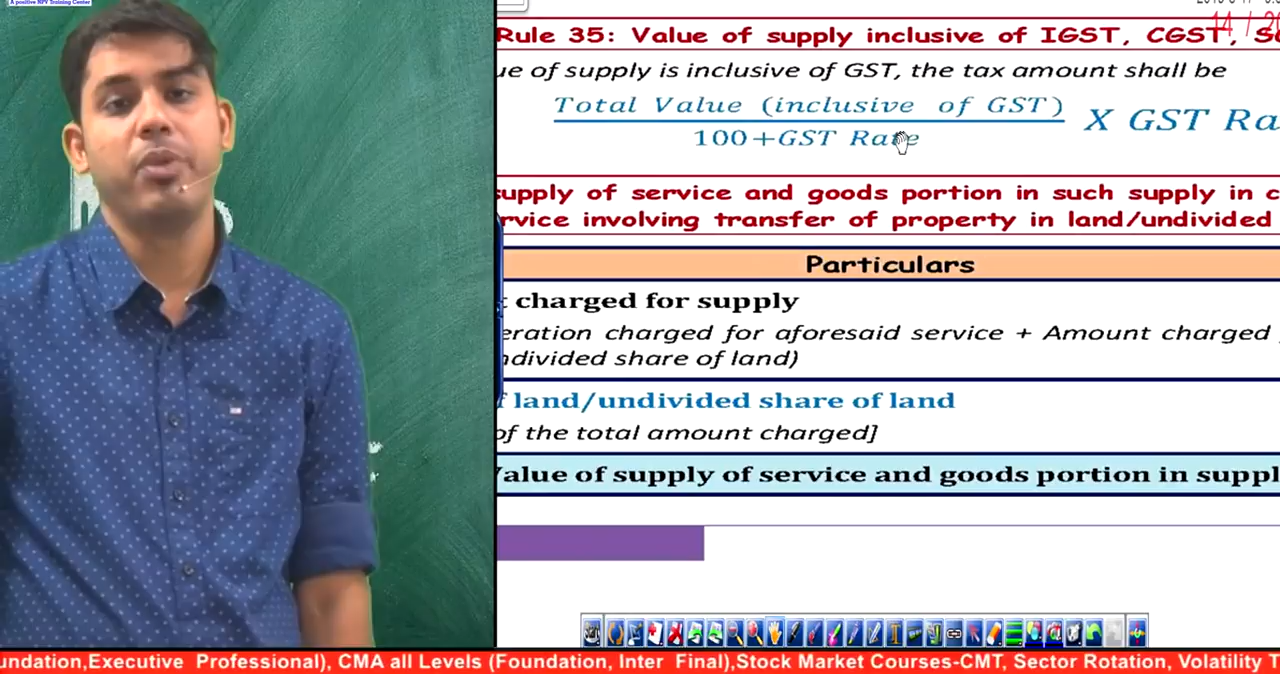 A positive NPV Training Center
14 / 20
Rule 35: Value of supply inclusive of IGST, CGST,
ue of supply is inclusive of GST, the tax amount shall be
Total Value (inclusive of GST)
100+GST Rate
X GST Ra
supply of service and goods portion in such supply in c
rvice involving transfer of property in land/undivided
Particulars
t charged for supply
eration charged for aforesaid service + Amount charged
ndivided share of land)
f land/undivided share of land
of the total amount charged]
Value of supply of service and goods portion in suppl
undation,Executive Professional), CMA all Levels (Foundation, Inter Final),Stock Market Courses-CMT, Sector Rotation, Volatility T